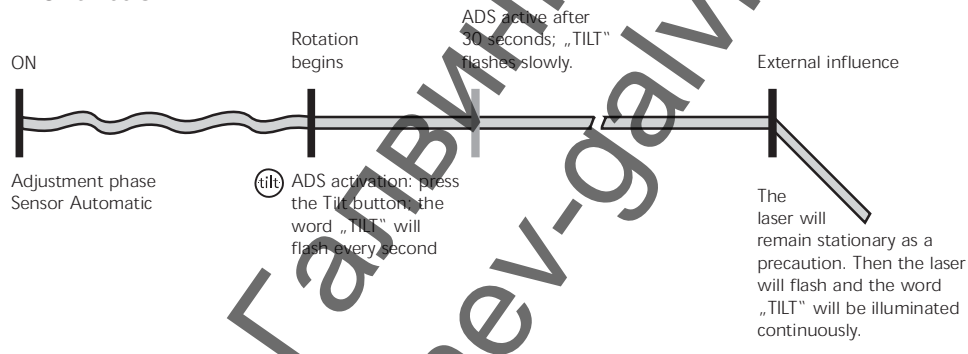 ON
Rotation
begins
ADS active after
30 seconds; „TILT“
flashes slowly.
External influence
Adjustment phase
Sensor Automatic
tilt
ADS activation: press
the Tilt button; the
word „TILT“ will
flash every second
The
laser will
remain stationary as a
precaution. Then the laser
will flash and the word
„TILT“ will be illuminated
continuously.